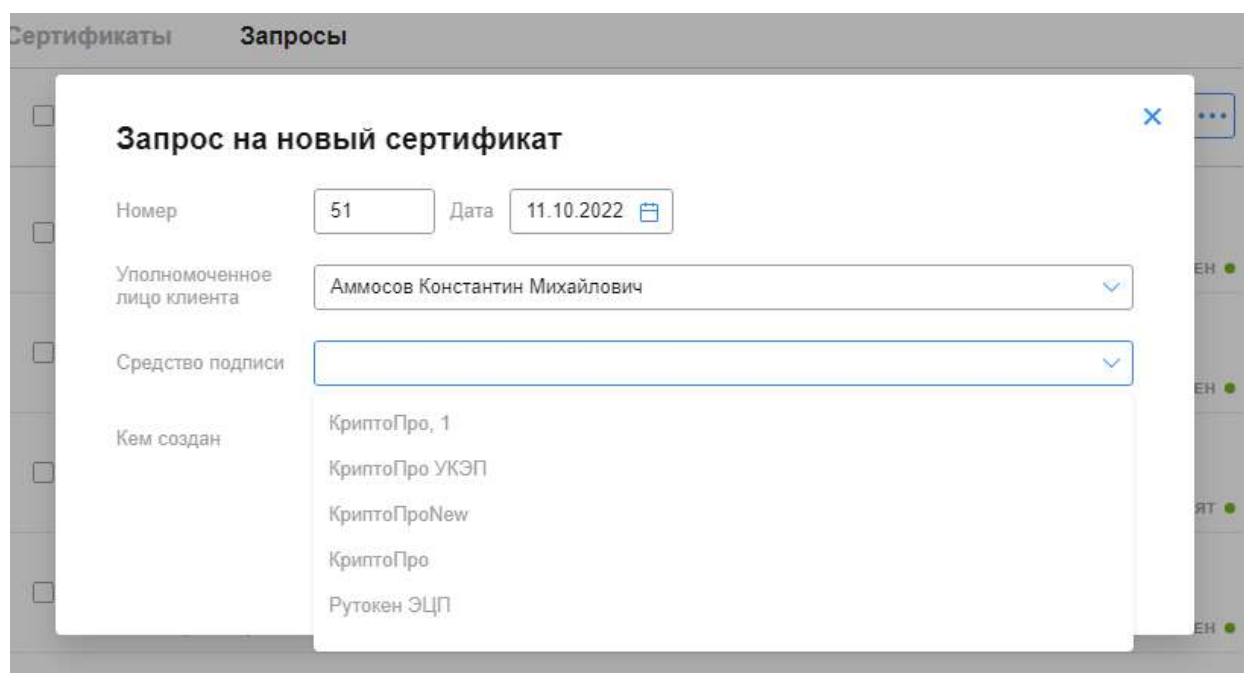 Сертификаты Запросы
Запрос на новый сертификат
Номер 51 Дата 11.10.2022
Уполномоченное
лицо клиента
Аммосов Константин Михайлович
Средство подписи
Кем создан
КриптоПро, 1
КриптоПро УКЭП
КриптоПроNew
КриптоПро
Рутокен ЭЦП